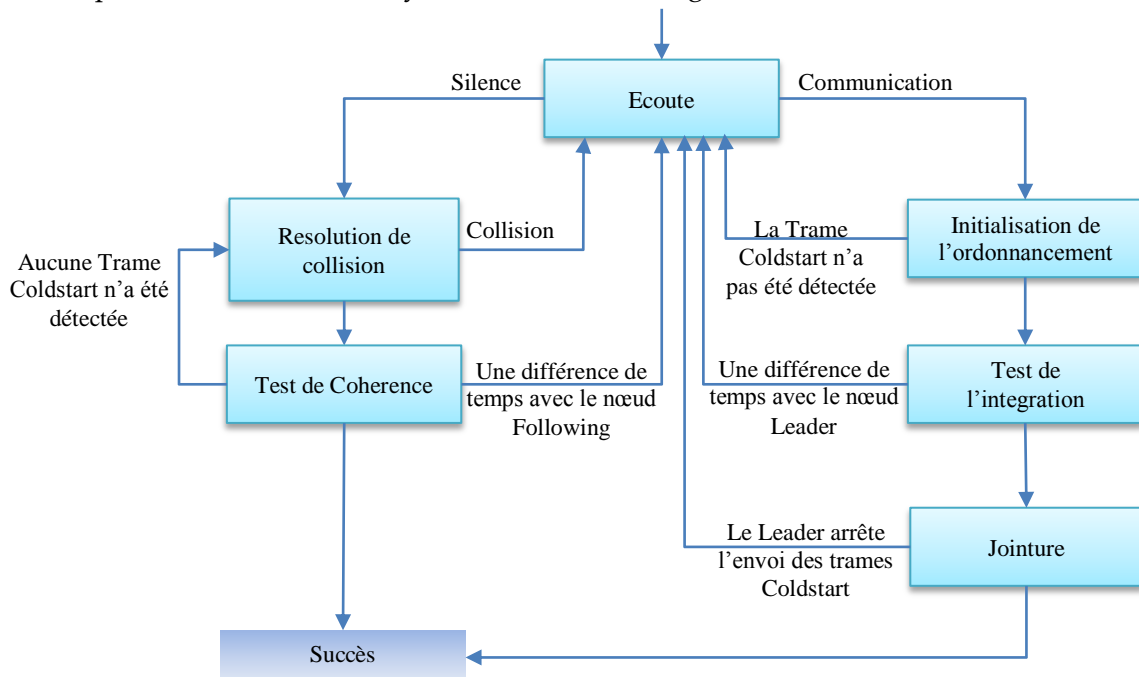 Silence
Ecoute
Communication
Resolution de
collision
Collision
La Trame
Coldstart n'a
pas été détectée
Initialisation de
l'ordonnancement
Aucune Trame
Coldstart n'a été
détectée
Test de Coherence
Une différence de
temps avec le nœud
Following
Une différence de
temps avec le nœud
Leader
Test de
l'integration
Le Leader arrête
l'envoi des trames
Coldstart
Jointure
Succès